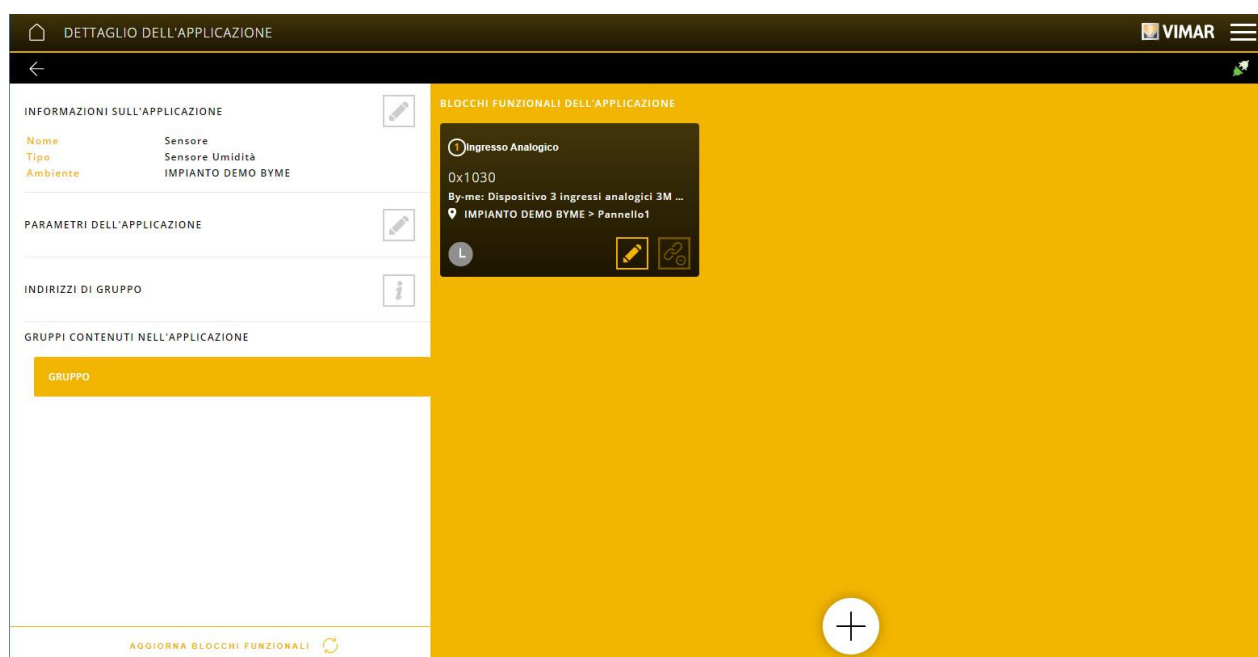 DETTAGLIO DELL'APPLICAZIONE
VIMAR
INFORMAZIONI SULL'APPLICAZIONE
Nome Sensore
Tipo Sensore Umidità
Ambiente IMPIANTO DEMO BYME
PARAMETRI DELL'APPLICAZIONE
INDIRIZZI DI GRUPPO
i
GRUPPI CONTENUTI NELL'APPLICAZIONE
GRUPPO
AGGIORNA BLOCCHI FUNZIONALI
BLOCCHI FUNZIONALI DELL'APPLICAZIONE
1 Ingresso Analogico
0x1030
By-me: Dispositivo 3 ingressi analogici 3M ...
IMPIANTO DEMO BYME > Pannello1
L